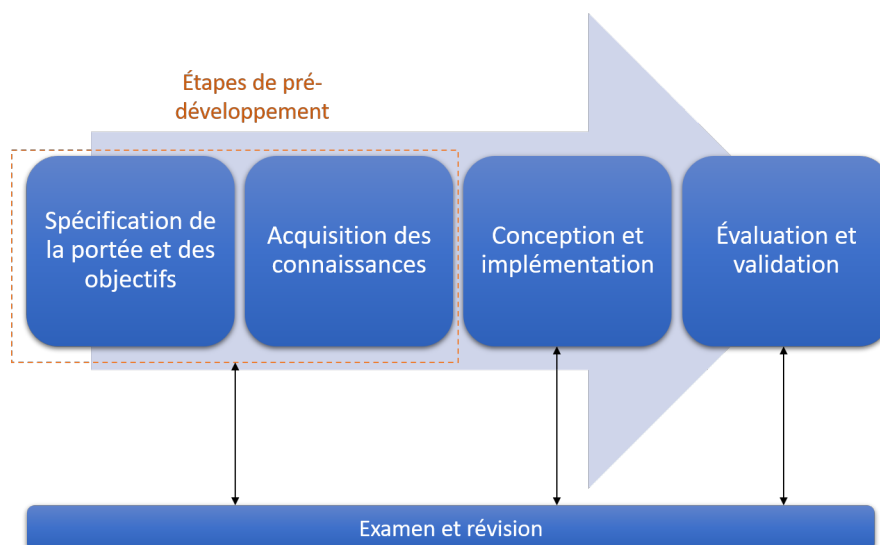 Étapes de pré-
développement
Spécification de
la portée et des
objectifs
Acquisition des
connaissances
Conception et
implémentation
Évaluation et
validation
Examen et révision